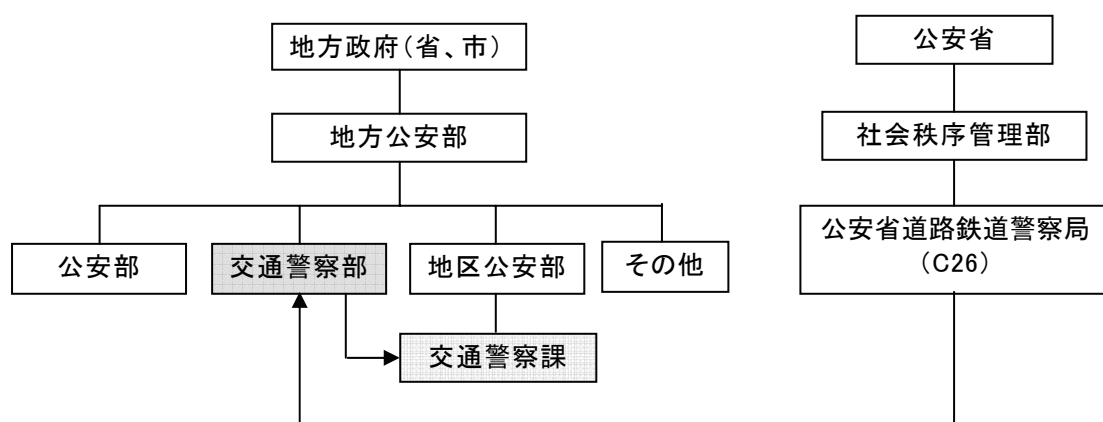 地方政府（省、市）
公安省
地方公安部
社会秩序管理部
公安部
交通警察部
地区公安部
その他
公安省道路鉄道警察局
（C26）
交通警察課